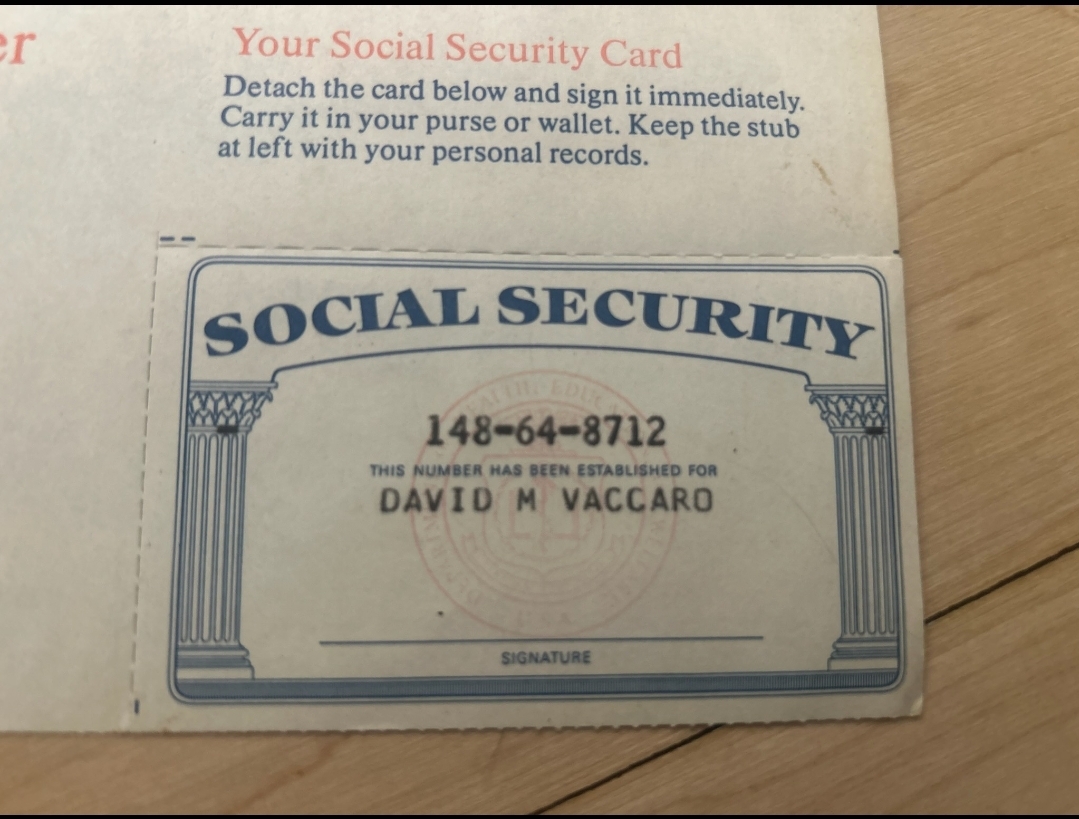 er
Your Social Security Card
Detach the card below and sign it immediately.
Carry it in your purse or wallet. Keep the stub
at left with your personal records.
SOCIAL SECURITY
148-64-8712
THIS NUMBER HAS BEEN ESTABLISHED FOR
DAVID M VACCARO
SIGNATURE